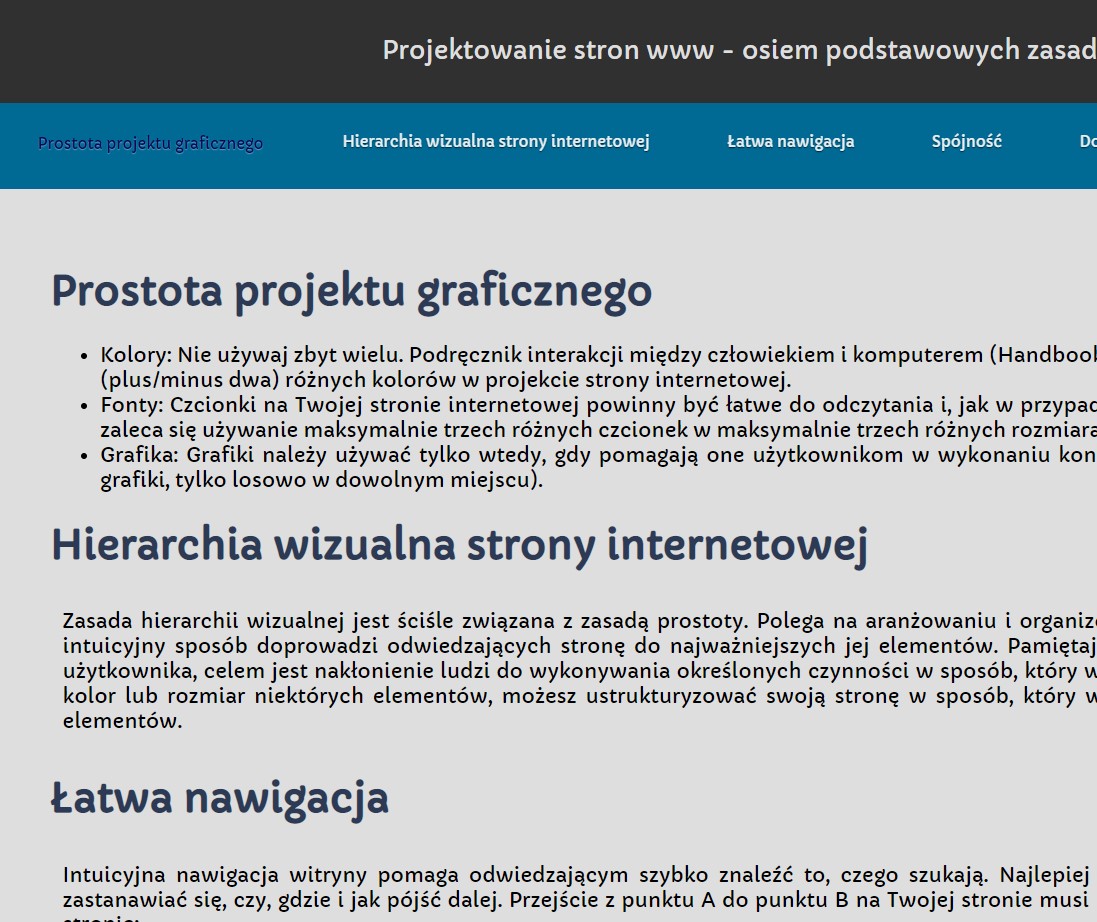 Projektowanie stron www - osiem podstawowych zasad
Prostota projektu graficznego Hierarchia wizualna strony internetowej Łatwa nawigacja Spójność
Prostota projektu graficznego
• Kolory: Nie używaj zbyt wielu. Podręcznik interakcji między człowiekiem i komputerem (Handbook
(plus/minus dwa) różnych kolorów w projekcie strony internetowej.
• Fonty: Czcionki na Twojej stronie internetowej powinny być łatwe do odczytania i, jak w
zaleca się używanie maksymalnie trzech różnych czcionek w maksymalnie trzech różnych
• Grafika: Grafiki należy używać tylko wtedy, gdy pomagają one użytkownikom w wykonaniu
grafiki, tylko losowo w dowolnym miejscu).
Hierarchia wizualna strony internetowej
Zasada hierarchii wizualnej jest ściśle związana z zasadą prostoty. Polega na aranżowaniu i
intuicyjny sposób doprowadzi odwiedzających stronę do najważniejszych jej elementów. Pamiętaj
użytkownika, celem jest nakłonienie ludzi do wykonywania określonych czynności w sposób, który
kolor lub rozmiar niektórych elementów, możesz ustrukturyzować swoją stronę w sposób, który
elementów.
Łatwa nawigacja
Intuicyjna nawigacja witryny pomaga odwiedzającym szybko znaleźć to, czego szukają. Najlepiej
zastanawiać się, czy, gdzie i jak pójść dalej. Przejście z punktu A do punktu B na Twojej stronie musi